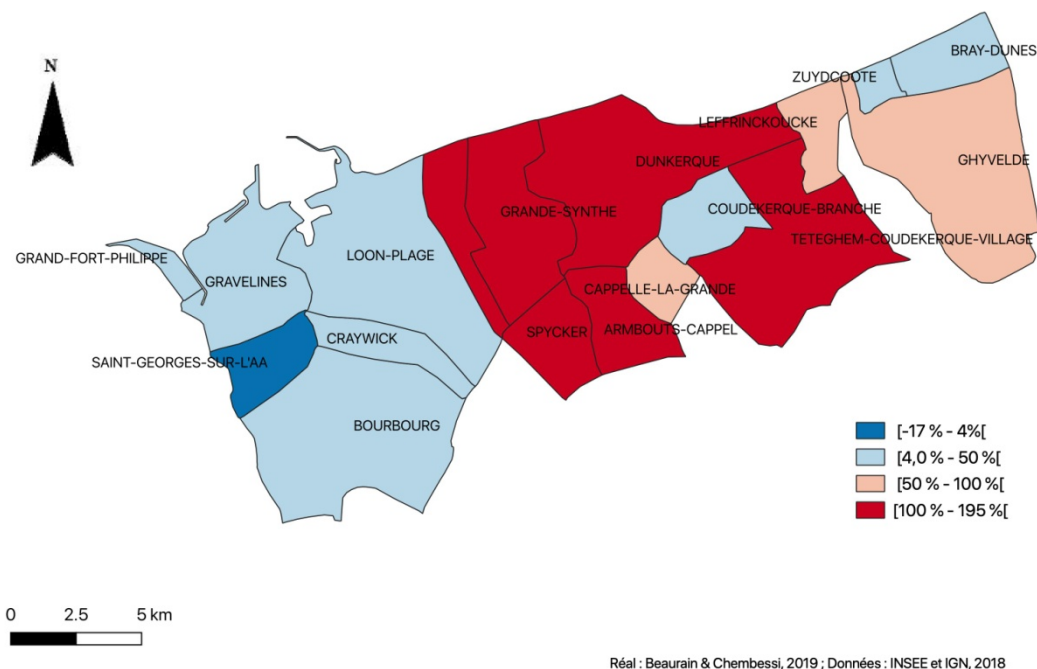 N
BRAY-DUNES
ZUYDCOOTE
LEFFRINCKOUCKE
DUNKERQUE
GHYVELDE
GRANDE-SYNTHE
COUDEKERQUE-BRANCHE
TETEGHEM-COUDEKERQUE-VILLAGE
LOON-PLAGE
GRAND-FORT-PHILIPPE
GRAVELINES
CAPPELLE-LA-GRANDE
SPYCKER
ARMBOUTS-CAPPEL
CRAYWICK
SAINT-GEORGES-SUR-L'AA
BOURBOURG
[-17 % - 4%[
[4,0 % - 50 %[
[50 % - 100 %[
[100 % - 195 %[
0 2.5 5 km
Réal : Beaurain & Chembessi, 2019 ; Données : INSEE et IGN, 2018